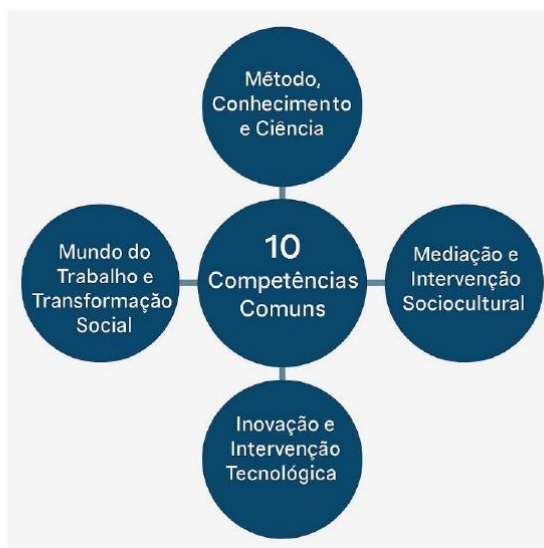 Método,
Conhecimento
e Ciência
10
Competências
Comuns
Mundo do
Trabalho e
Transformação
Social
Mediação e
Intervenção
Sociocultural
Inovação e
Intervenção
Tecnológica